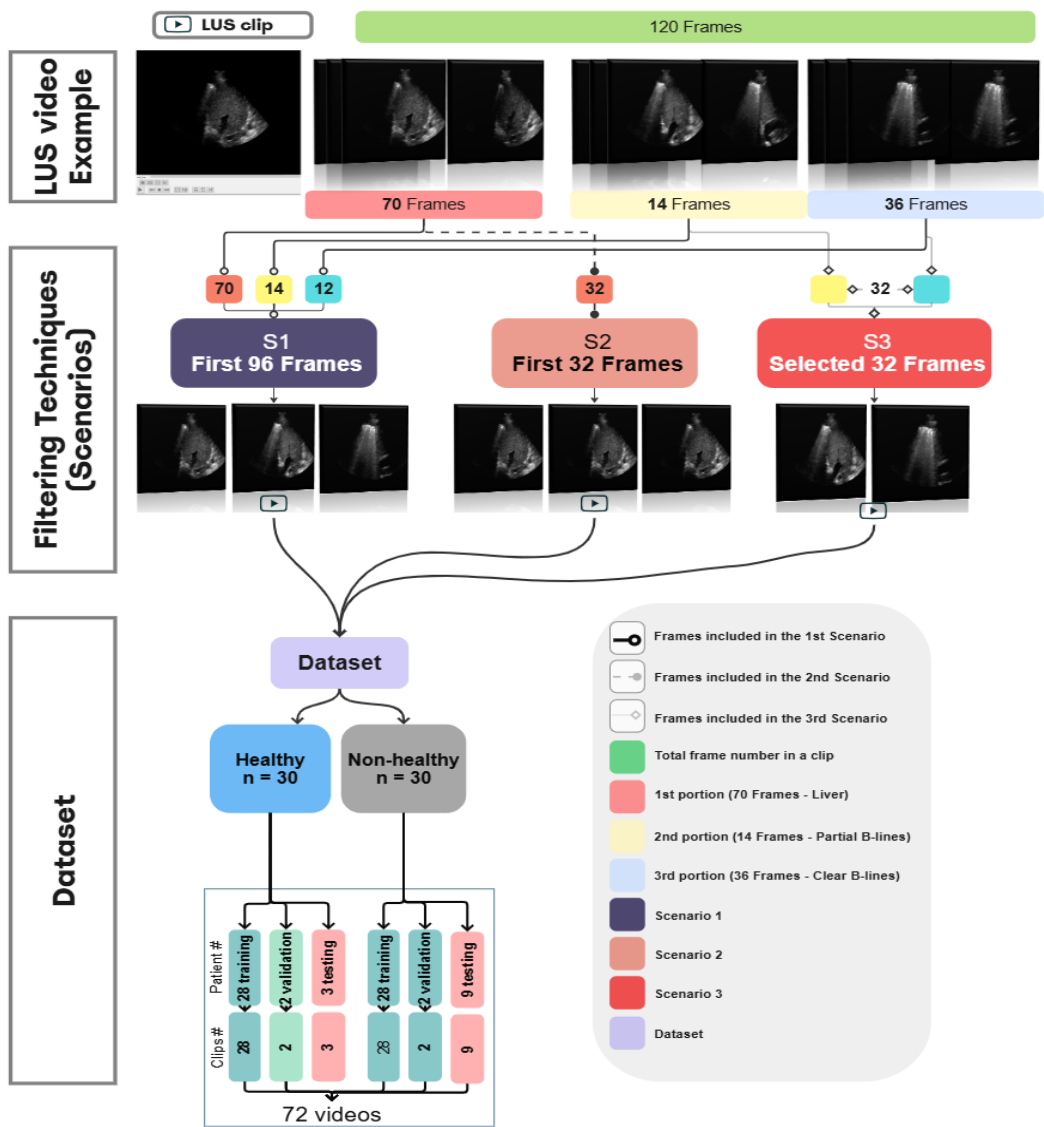 LUS clip
120 Frames
LUS video
Example
70 Frames
14 Frames
36 Frames
Filtering Techniques
(Scenarios)
70
14
12
32
32
S1
First 96 Frames
S2
First 32 Frames
S3
Selected 32 Frames
Dataset
Dataset
Healthy
n = 30
Non-healthy
n = 30
Patient #
28 training
2 validation
3 testing
28 training
2 validation
9 testing
Clips#
28
2
3
28
2
9
72 videos
Frames included in the 1st Scenario
Frames included in the 2nd Scenario
Frames included in the 3rd Scenario
Total frame number in a clip
1st portion (70 Frames - Liver)
2nd portion (14 Frames - Partial B-lines)
3rd portion (36 Frames - Clear B-lines)
Scenario 1
Scenario 2
Scenario 3
Dataset